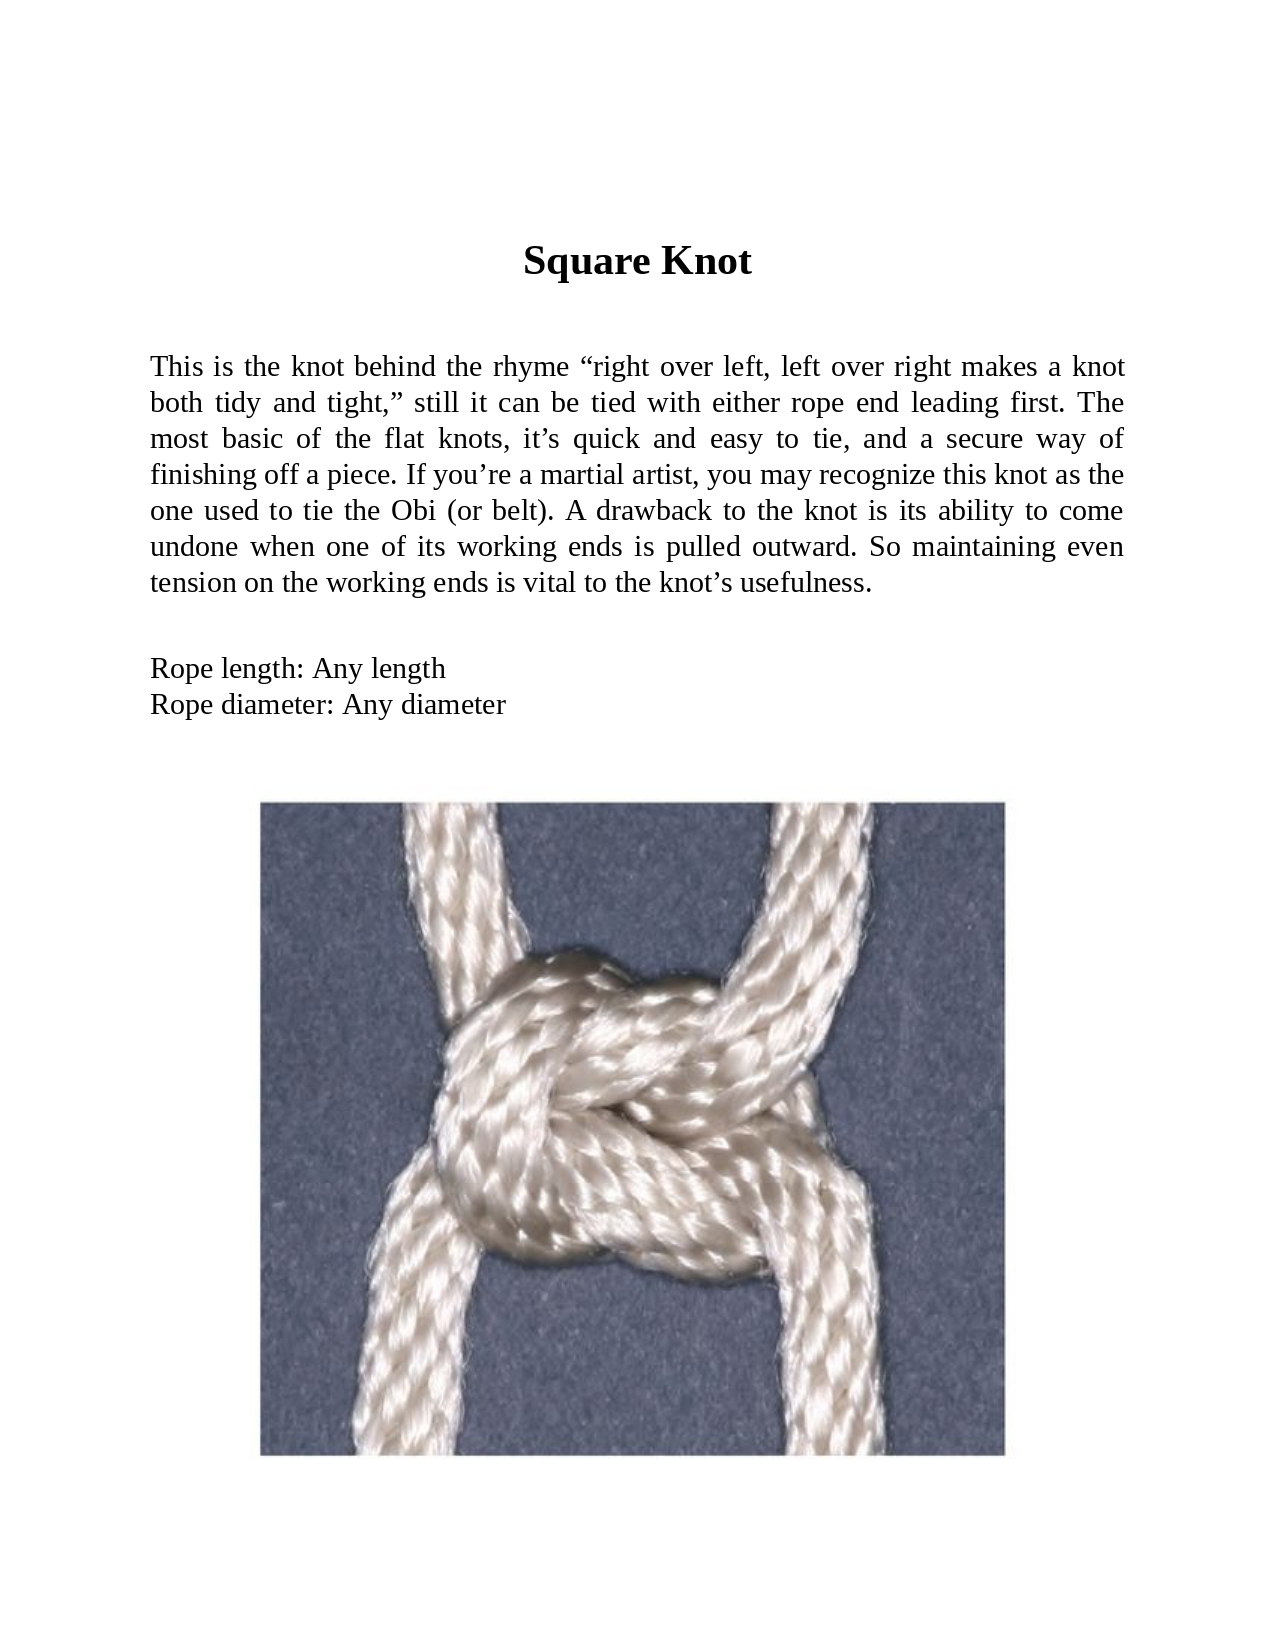 Square Knot
This is the knot behind the rhyme “right over left, left over right makes a knot
both tidy and tight,” still it can be tied with either rope end leading first. The
most basic of the flat knots, it’s quick and easy to tie, and a secure way of
finishing off a piece. If you’re a martial artist, you may recognize this knot as the
one used to tie the Obi (or belt). A drawback to the knot is its ability to come
undone when one of its working ends is pulled outward. So maintaining even
tension on the working ends is vital to the knot’s usefulness.
Rope length: Any length
Rope diameter: Any diameter